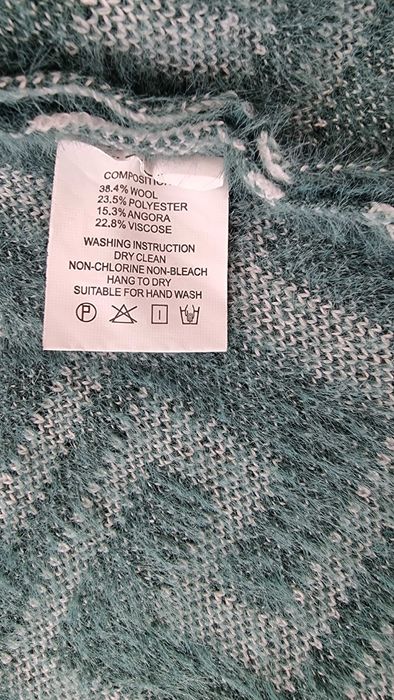 38.4% WOOL
23.5% POLYESTER
15.3% ANGORA
22.8% VISCOSE
WASHING INSTRUCTION
DRY CLEAN
NON-CHLORINE NON-BLEACH
HANG TO DRY
SUITABLE FOR HAND WASH
P